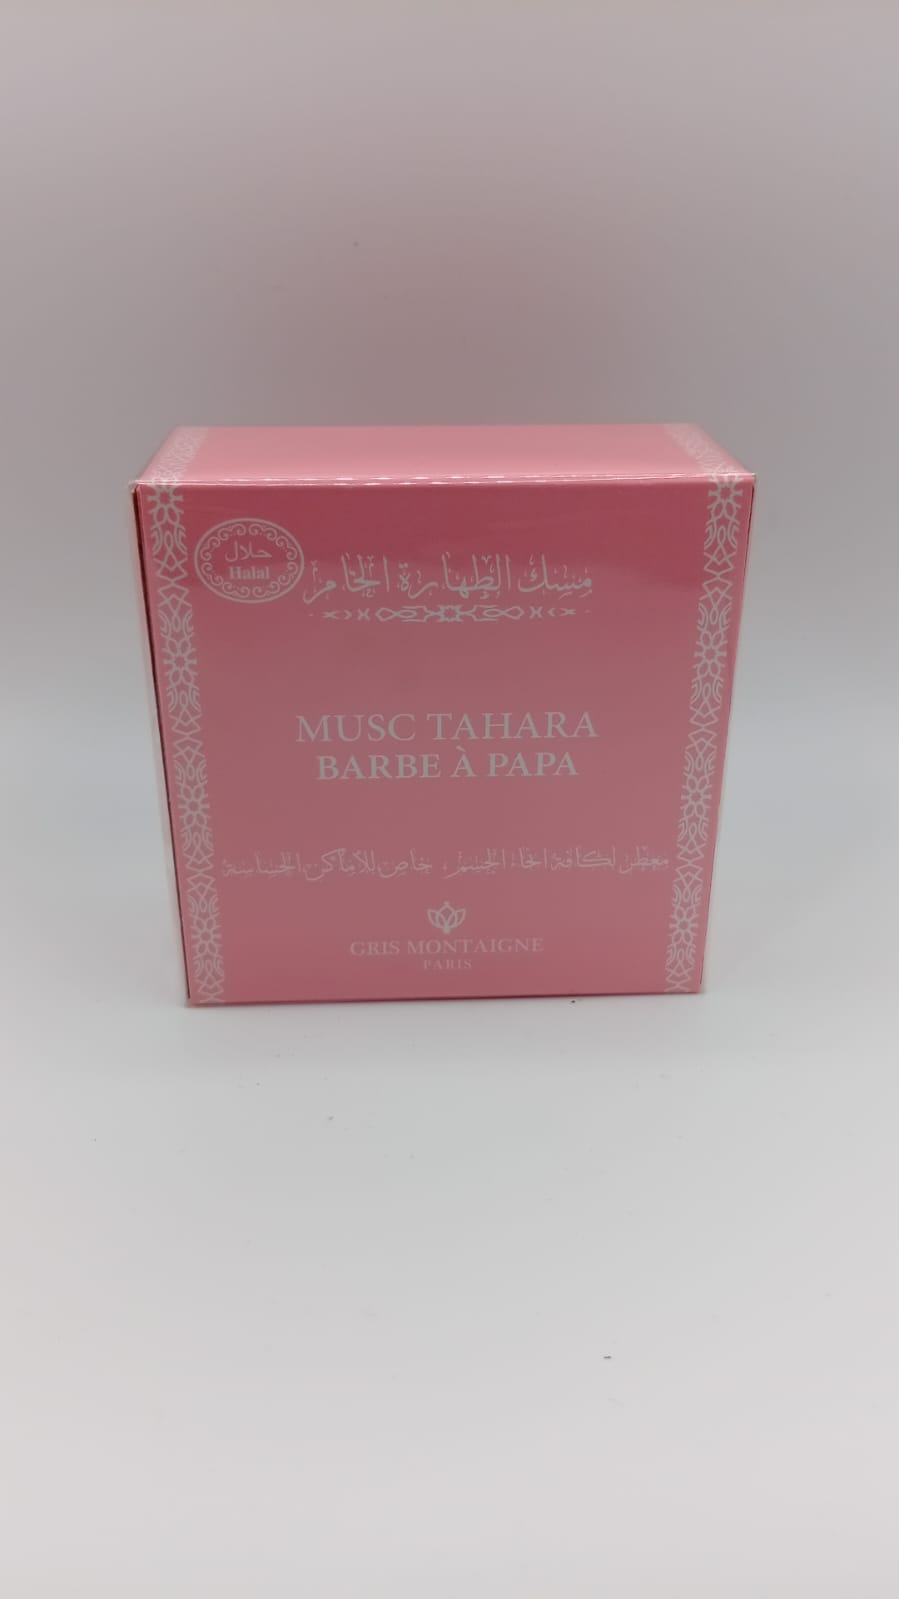 حلال
Halal
مسك الطهارة الخام
MUSC TAHARA
BARBE À PAPA
معطر لكافة انحاء الجسم، خاص للأماكن الحساسة
GRIS MONTAIGNE
PARIS